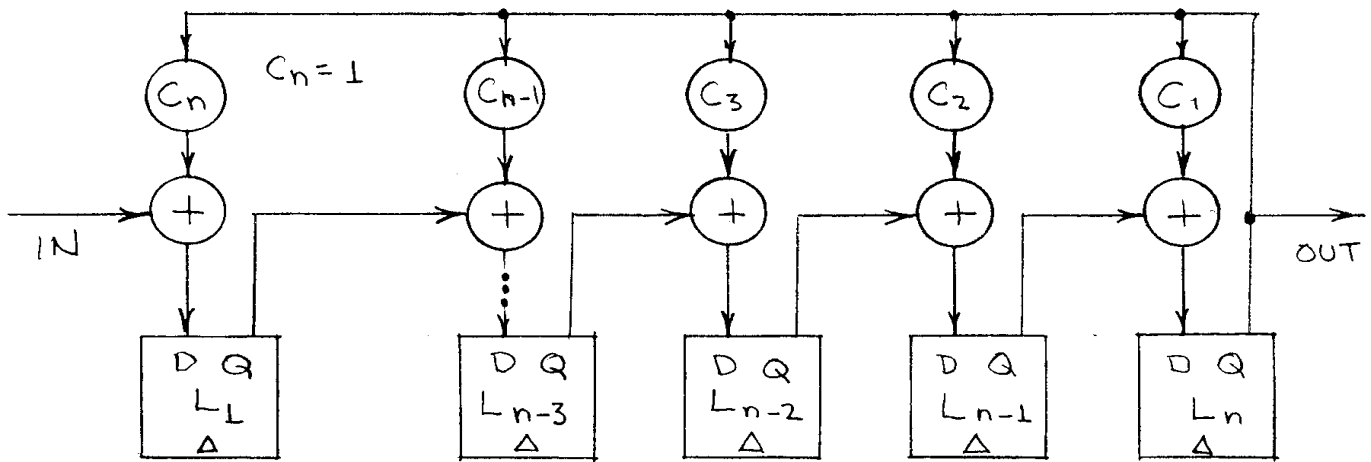 Cn Cn-1 C3 C2 C1
Cn = 1
+ + + + +
IN OUT
D Q D Q D Q D Q D Q
L1 Ln-3 Ln-2 Ln-1 Ln